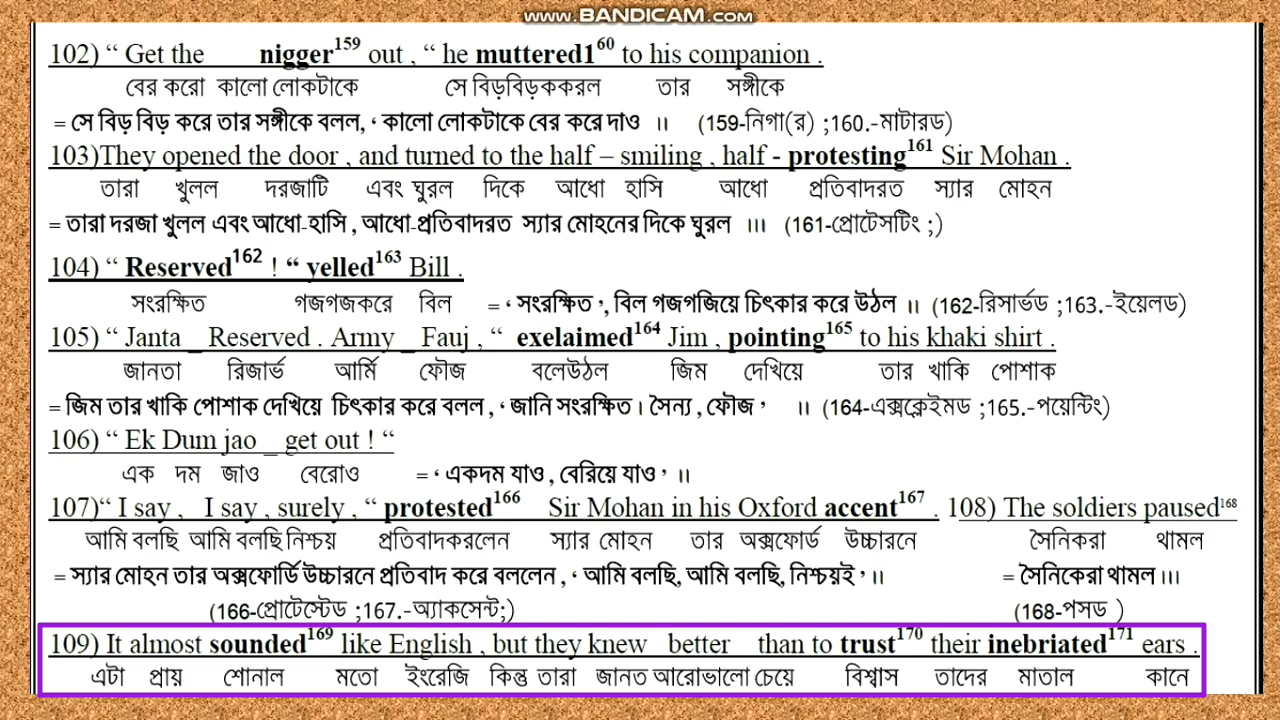 www.BANDICAM.com
102) “ Get the nigger159 out , “ he muttered160 to his companion .
বের করো কালো লোকটাকে সে বিড়বিড়ককরল তার সঙ্গীকে
= সে বিড় বিড় করে তার সঙ্গীকে বলল, ‘ কালো লোকটাকে বের করে দাও ৷৷ (159-নিগা(র) ;160.-মাটারড)
103)They opened the door , and turned to the half – smiling , half - protesting161 Sir Mohan .
তারা খুলল দরজাটি এবং ঘুরল দিকে আধো হাসি আধো প্রতিবাদরত স্যার মোহন
= তারা দরজা খুলল এবং আধো-হাসি , আধো-প্রতিবাদরত স্যার মোহনের দিকে ঘুরল ৷৷৷ (161-প্রোটেসটিং ;)
104) “ Reserved162 ! “ yelled163 Bill .
সংরক্ষিত গজগজকরে বিল = ‘ সংরক্ষিত ’, বিল গজগজিয়ে চিৎকার করে উঠল ৷৷ (162-রিসার্ভড ;163.-ইয়েলড)
105) “ Janta _ Reserved . Army _ Fauj , “ exelaimed164 Jim , pointing165 to his khaki shirt .
জানতা রিজার্ভ আর্মি ফৌজ বলেউঠল জিম দেখিয়ে তার খাকি পোশাক
= জিম তার খাকি পোশাক দেখিয়ে চিৎকার করে বলল , ‘ জানি সংরক্ষিত । সৈন্য , ফৌজ ’ ৷৷ (164-এক্সক্লেইমড ;165.-পয়েন্টিং)
106) “ Ek Dum jao _ get out ! “
এক দম জাও বেরোও = ‘ একদম যাও , বেরিয়ে যাও ’ ৷৷
107)“ I say , I say , surely , “ protested166 Sir Mohan in his Oxford accent167 . 108) The soldiers paused168
আমি বলছি আমি বলছি নিশ্চয় প্রতিবাদকরলেন স্যার মোহন তার অক্সফোর্ড উচ্চারনে সৈনিকরা থামল
= স্যার মোহন তার অক্সফোর্ডি উচ্চারনে প্রতিবাদ করে বললেন , ‘ আমি বলছি, আমি বলছি, নিশ্চয়ই ’ ৷৷ = সৈনিকেরা থামল ৷৷৷
(166-প্রোটেস্টেড ;167.-অ্যাকসেন্ট;) (168-পসড )
109) It almost sounded169 like English , but they knew better than to trust170 their inebriated171 ears .
এটা প্রায় শোনাল মতো ইংরেজি কিন্তু তারা জানত আরোভালো চেয়ে বিশ্বাস তাদের মাতাল কানে